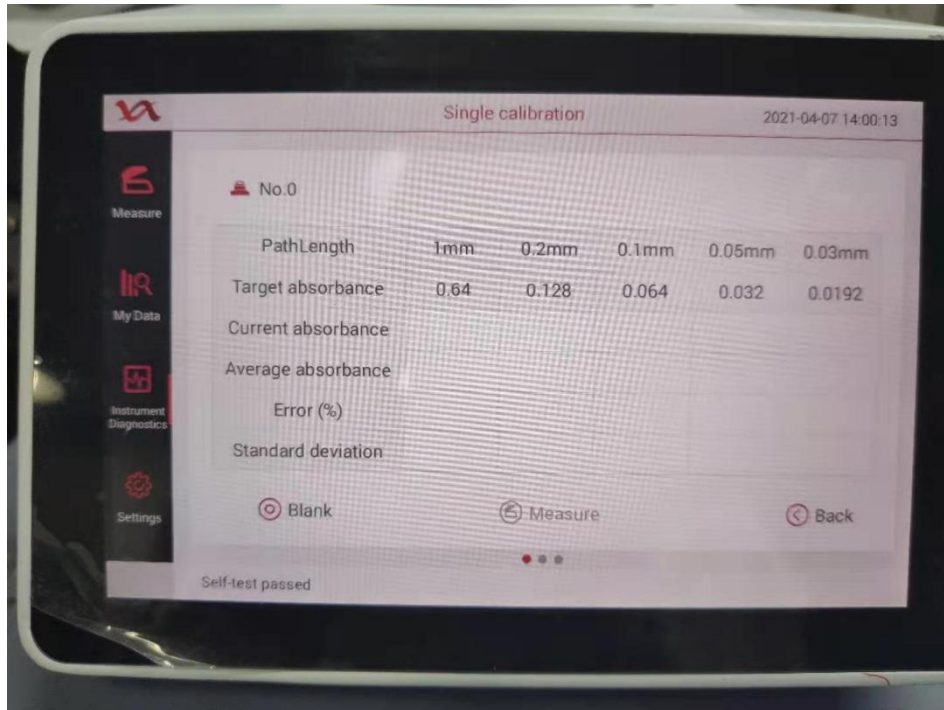 Single calibration
2021-04-07 14:00:13
No.0
Measure
PathLength 1mm 0.2mm 0.1mm 0.05mm 0.03mm
Target absorbance 0.64 0.128 0.064 0.032 0.0192
My Data
Current absorbance
Average absorbance
Error (%)
Instrument
Diagnostics
Standard deviation
Settings
Blank Measure Back
Self-test passed